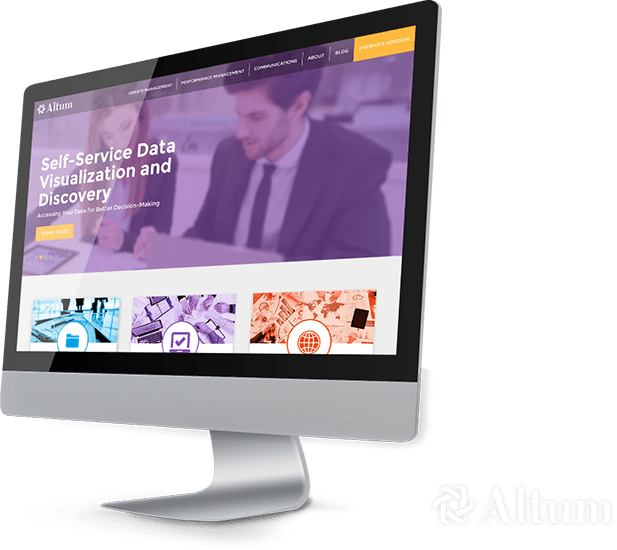 GRANTS MANAGEMENT
PERFORMANCE MANAGEMENT
COMMUNICATIONS
ABOUT
BLOG
PRODUCT ADVISOR
Altum
Self-Service Data
Visualization and
Discovery
Accessing Your Data for Better Decision-Making
LEARN MORE
Altum